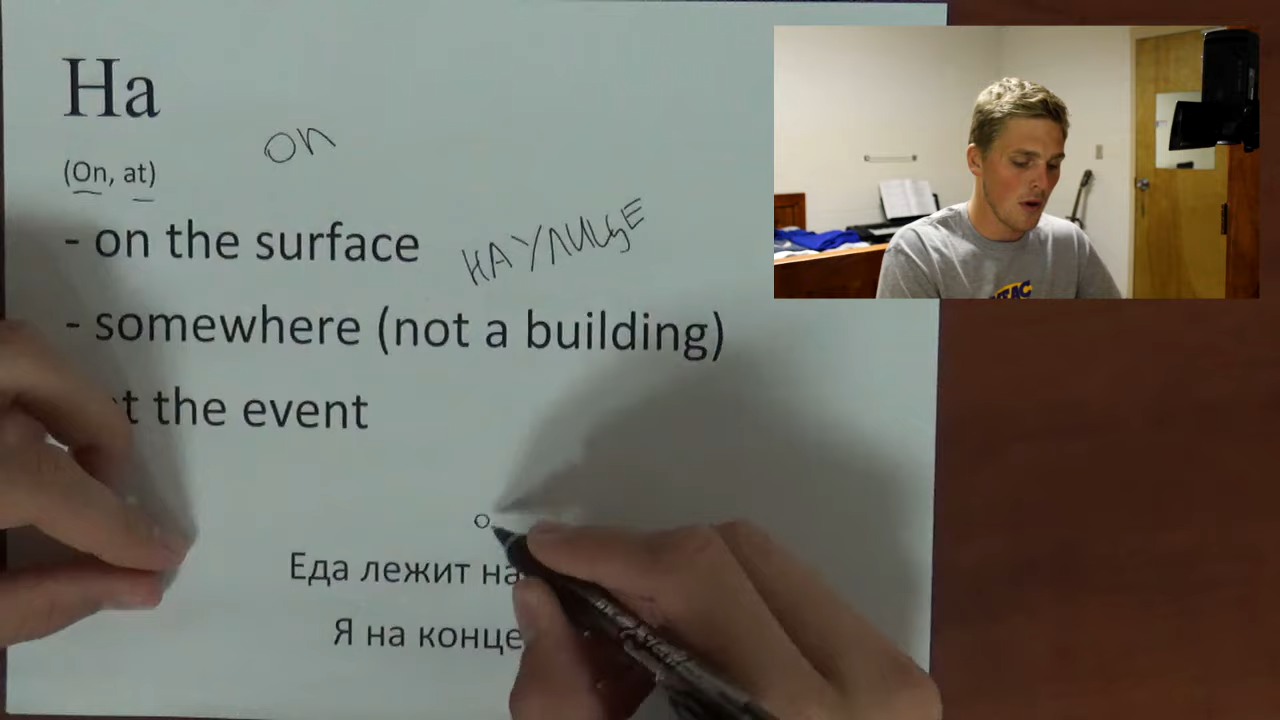 На
on
(On, at)
- on the surface
НА УЛИЦЕ
- somewhere (not a building)
t the event
o
Еда лежит на
Я на конце